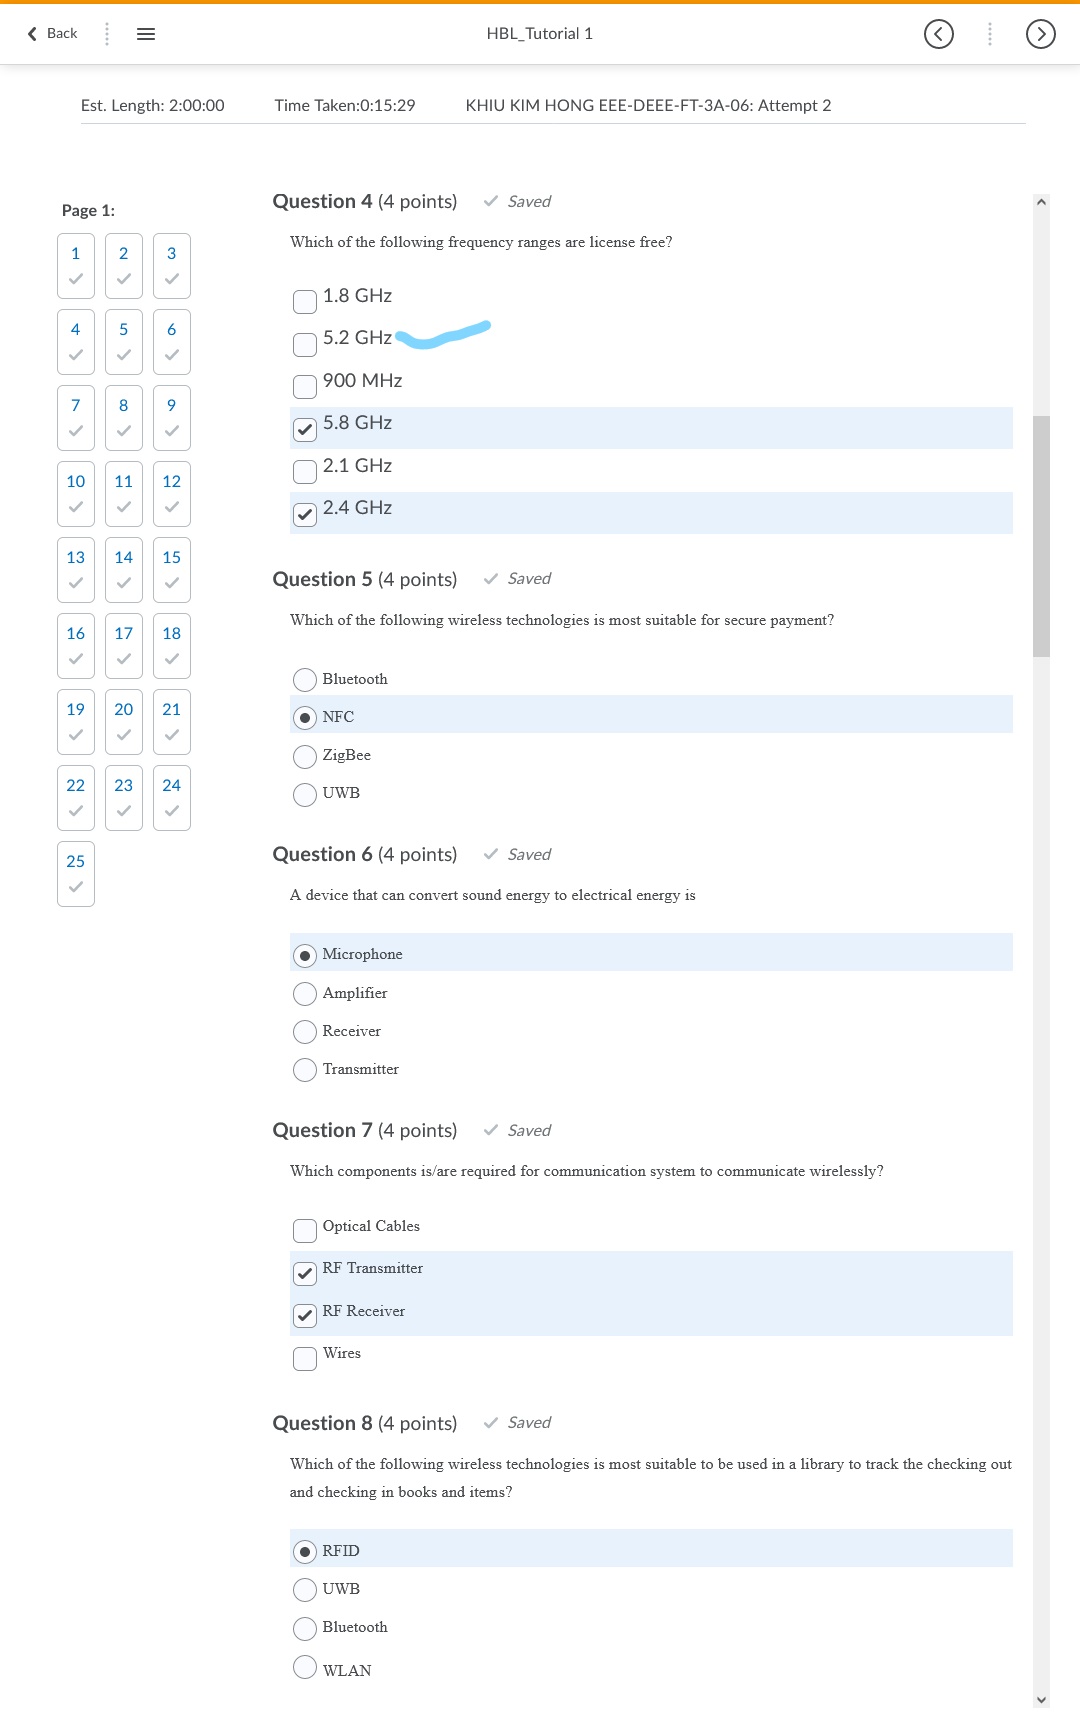 Back
HBL_Tutorial 1
Est. Length: 2:00:00 Time Taken:0:15:29 KHIU KIM HONG EEE-DEEE-FT-3A-06: Attempt 2
Page 1:
1 2 3
4 5 6
7 8 9
10 11 12
13 14 15
16 17 18
19 20 21
22 23 24
25
Question 4 (4 points) Saved
Which of the following frequency ranges are license free?
1.8 GHz
5.2 GHz
900 MHz
5.8 GHz
2.1 GHz
2.4 GHz
Question 5 (4 points) Saved
Which of the following wireless technologies is most suitable for secure payment?
Bluetooth
NFC
ZigBee
UWB
Question 6 (4 points) Saved
A device that can convert sound energy to electrical energy is
Microphone
Amplifier
Receiver
Transmitter
Question 7 (4 points) Saved
Which components is/are required for communication system to communicate wirelessly?
Optical Cables
RF Transmitter
RF Receiver
Wires
Question 8 (4 points) Saved
Which of the following wireless technologies is most suitable to be used in a library to track the checking out
and checking in books and items?
RFID
UWB
Bluetooth
WLAN